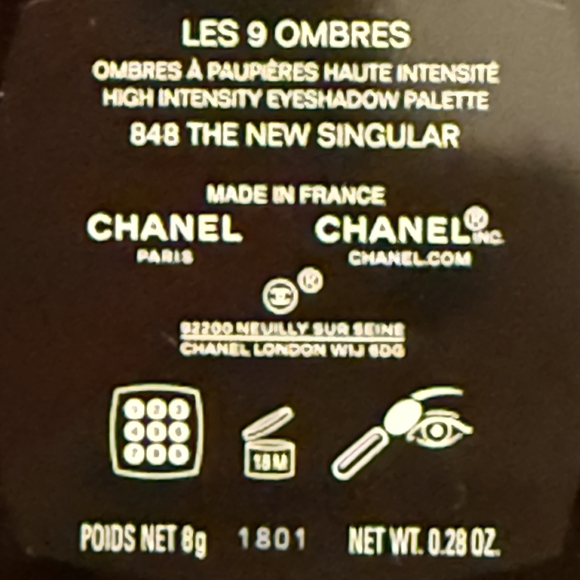 LES 9 OMBRES
OMBRES À PAUPIÈRES HAUTE INTENSITÉ
HIGH INTENSITY EYESHADOW PALETTE
848 THE NEW SINGULAR
MADE IN FRANCE
CHANEL CHANEL® INC.
PARIS CHANEL.COM
®
92200 NEUILLY SUR SEINE
CHANEL LONDON W1J 6DG
1 2 3
4 5 6
7 8 9
18 M
POIDS NET 8g 1801 NET WT. 0.28 OZ.